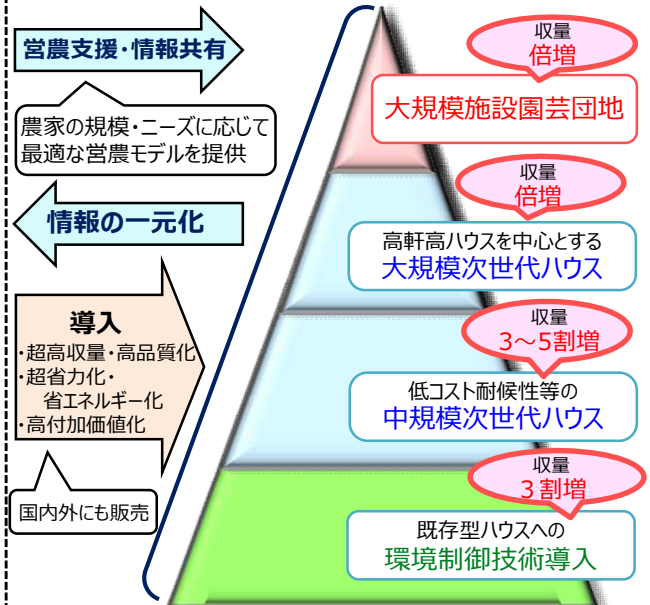 営農支援・情報共有
農家の規模・ニーズに応じて
最適な営農モデルを提供
情報の一元化
導入
・超高収量・高品質化
・超省力化・
省エネルギー化
・高付加価値化
国内外にも販売
収量
倍増
大規模施設園芸団地
収量
倍増
高軒高ハウスを中心とする
大規模次世代ハウス
収量
3～5割増
低コスト耐候性等の
中規模次世代ハウス
収量
3割増
既存型ハウスへの
環境制御技術導入